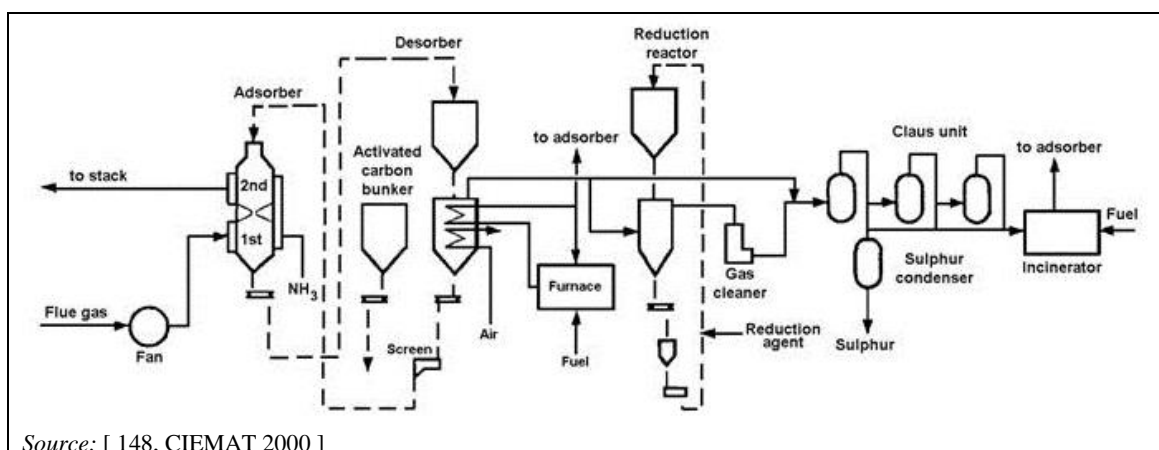 Desorber
Reduction
reactor
Adsorber
to adsorber
Claus unit
to adsorber
Activated
carbon
bunker
to stack
2nd
1st
Fuel
NH3
Furnace
Gas
cleaner
Sulphur
condenser
Incinerator
Flue gas
Fan
Screen
Air
Fuel
Reduction
agent
Sulphur
Source: [ 148, CIEMAT 2000 ]